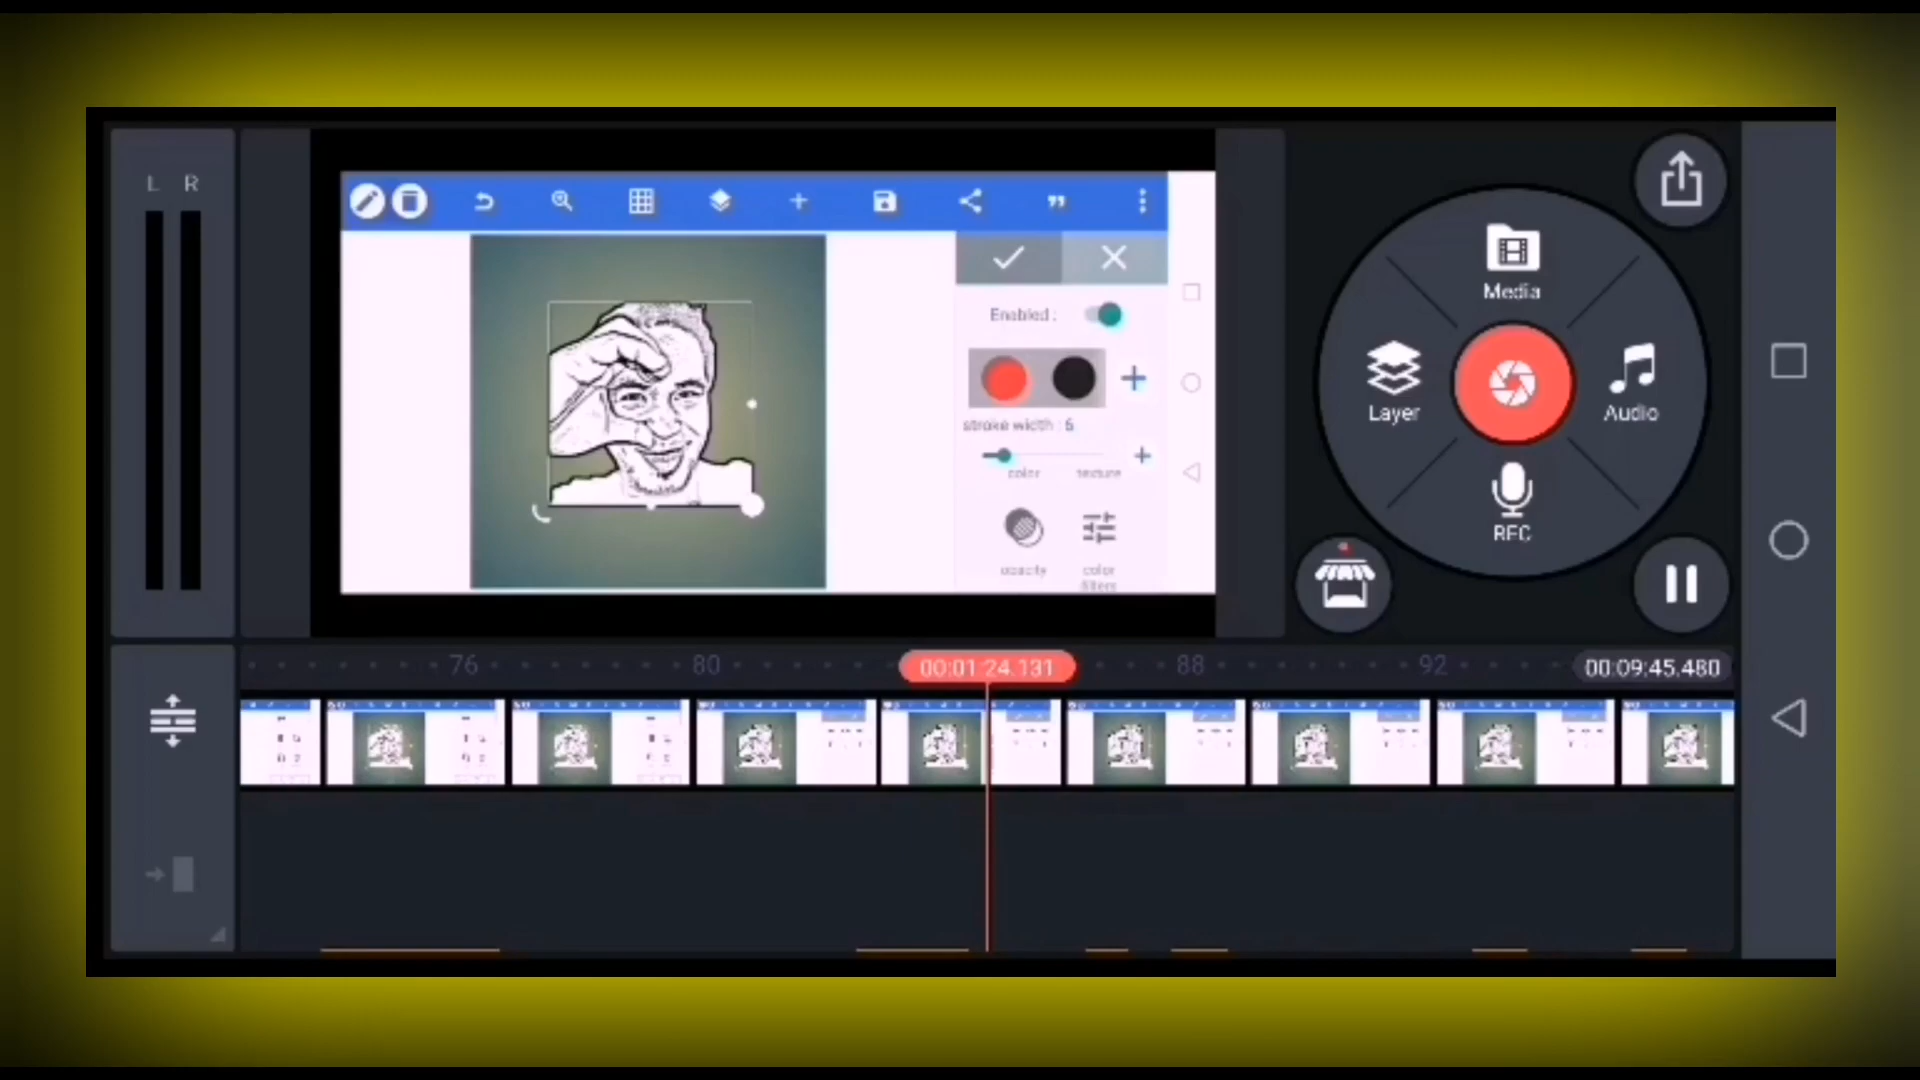 L R
Enabled :
stroke width : 6
color texture
opacity color
filters
Media
Layer
Audio
REC
76 80 00:01:24.131 88 92 00:09:45.480